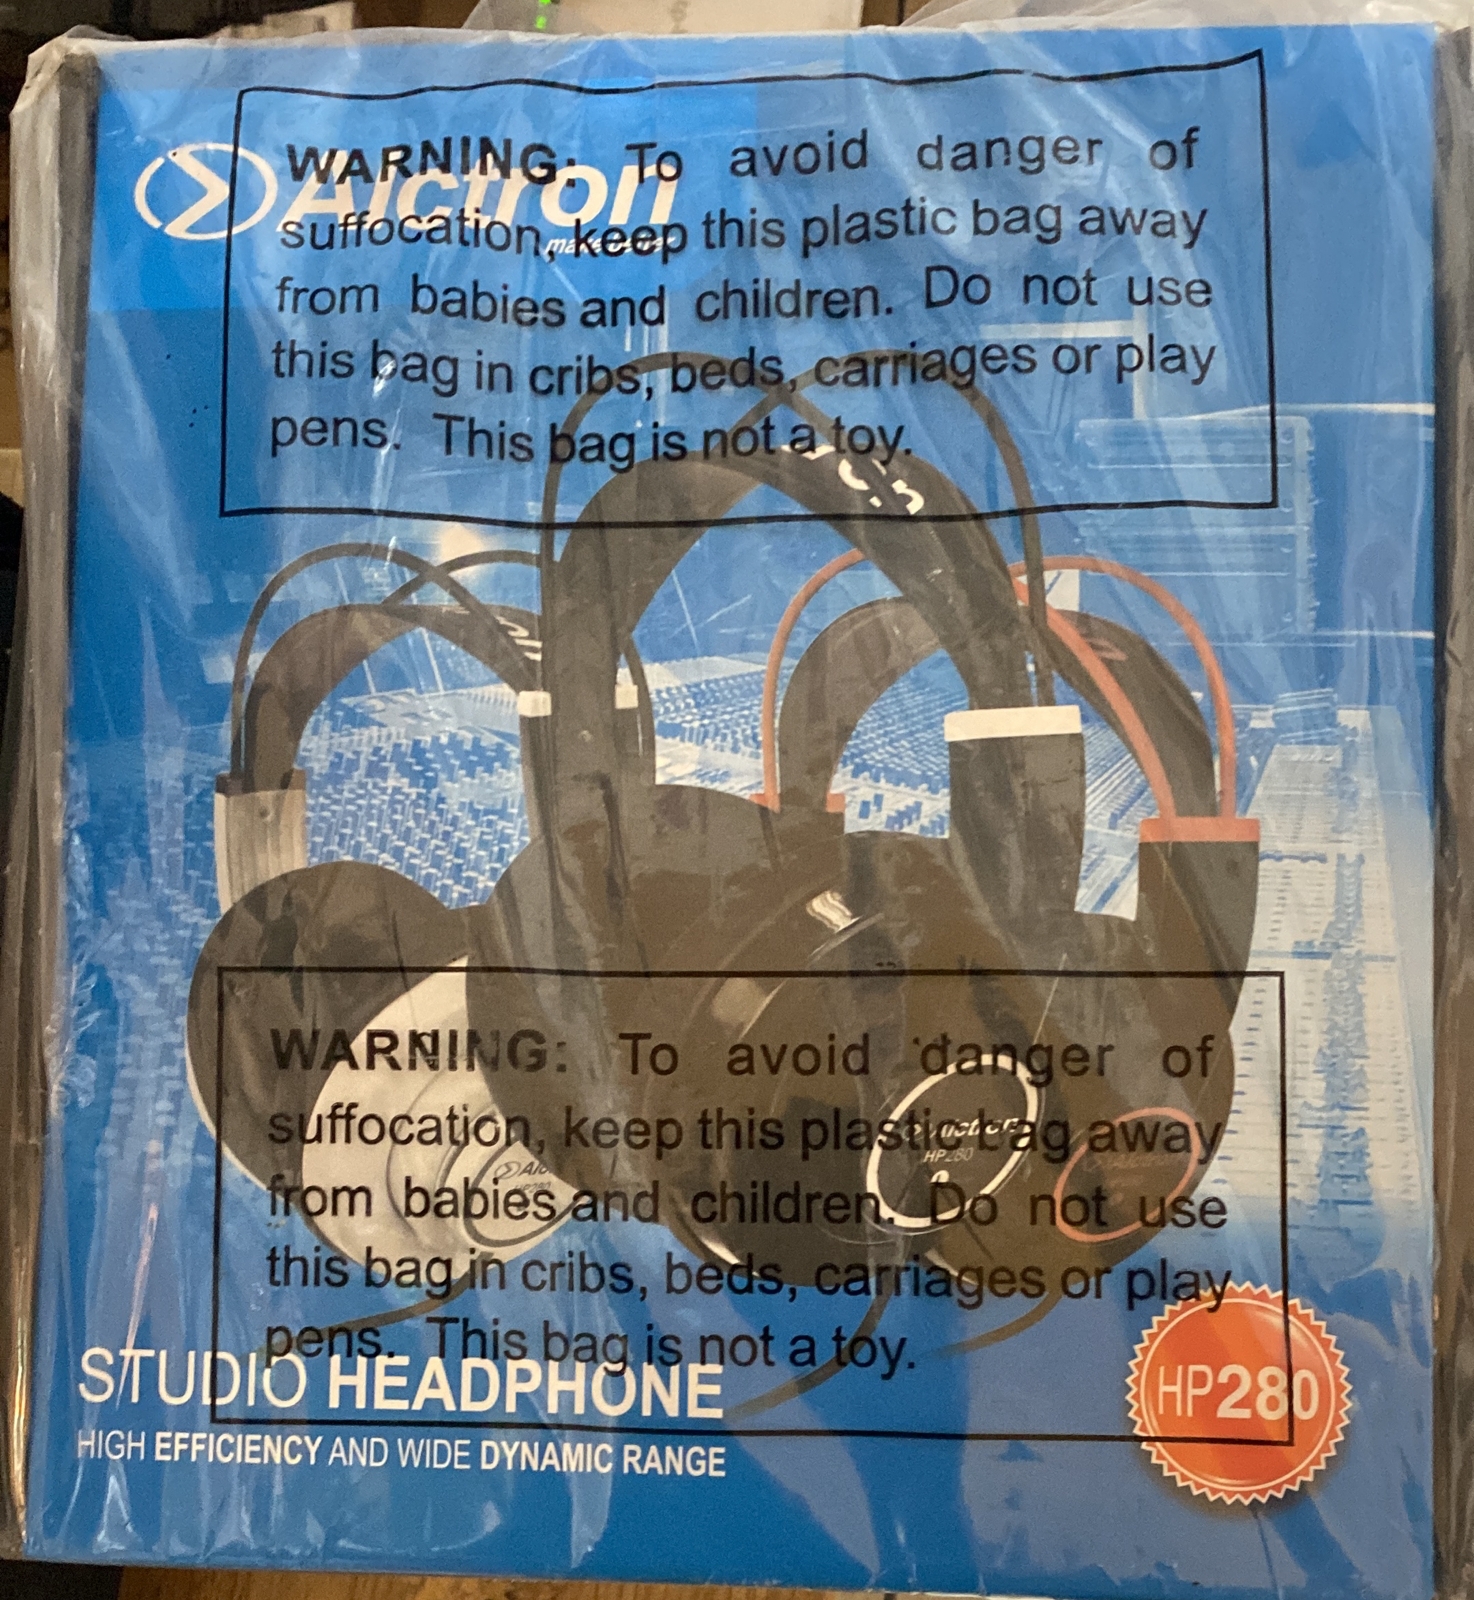 Alctron
make better
WARNING: To avoid danger of
suffocation, keep this plastic bag away
from babies and children. Do not use
this bag in cribs, beds, carriages or play
pens. This bag is not a toy.
WARNING: To avoid danger of
suffocation, keep this plastic bag away
from babies and children. Do not use
this bag in cribs, beds, carriages or play
pens. This bag is not a toy.
Alctron
HP280
STUDIO HEADPHONE
HIGH EFFICIENCY AND WIDE DYNAMIC RANGE
HP280